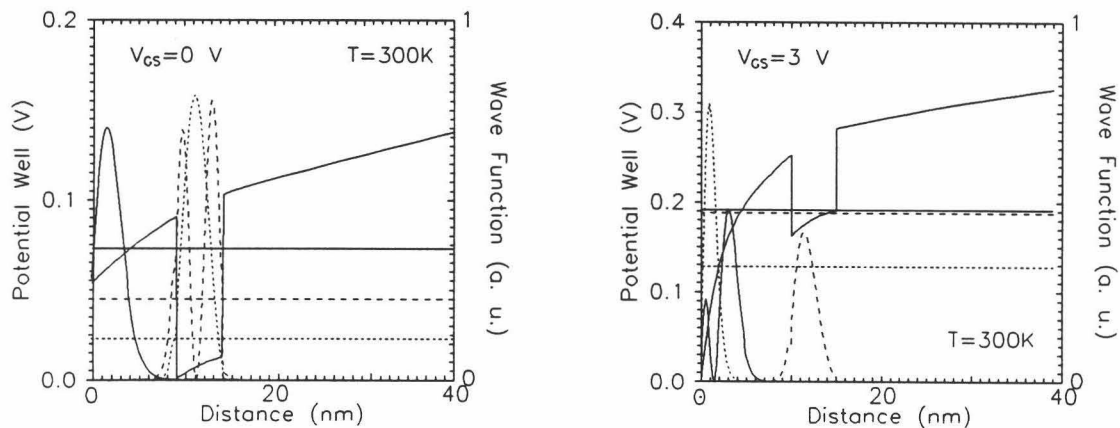 V_GS=0 V T=300K
Potential Well (V)
0.2
0.1
0.0
0 20 40
Distance (nm)
1
0
Wave Function (a. u.)
V_GS=3 V
T=300K
Potential Well (V)
0.4
0.3
0.2
0.1
0.0
0 20 40
Distance (nm)
1
0
Wave Function (a. u.)